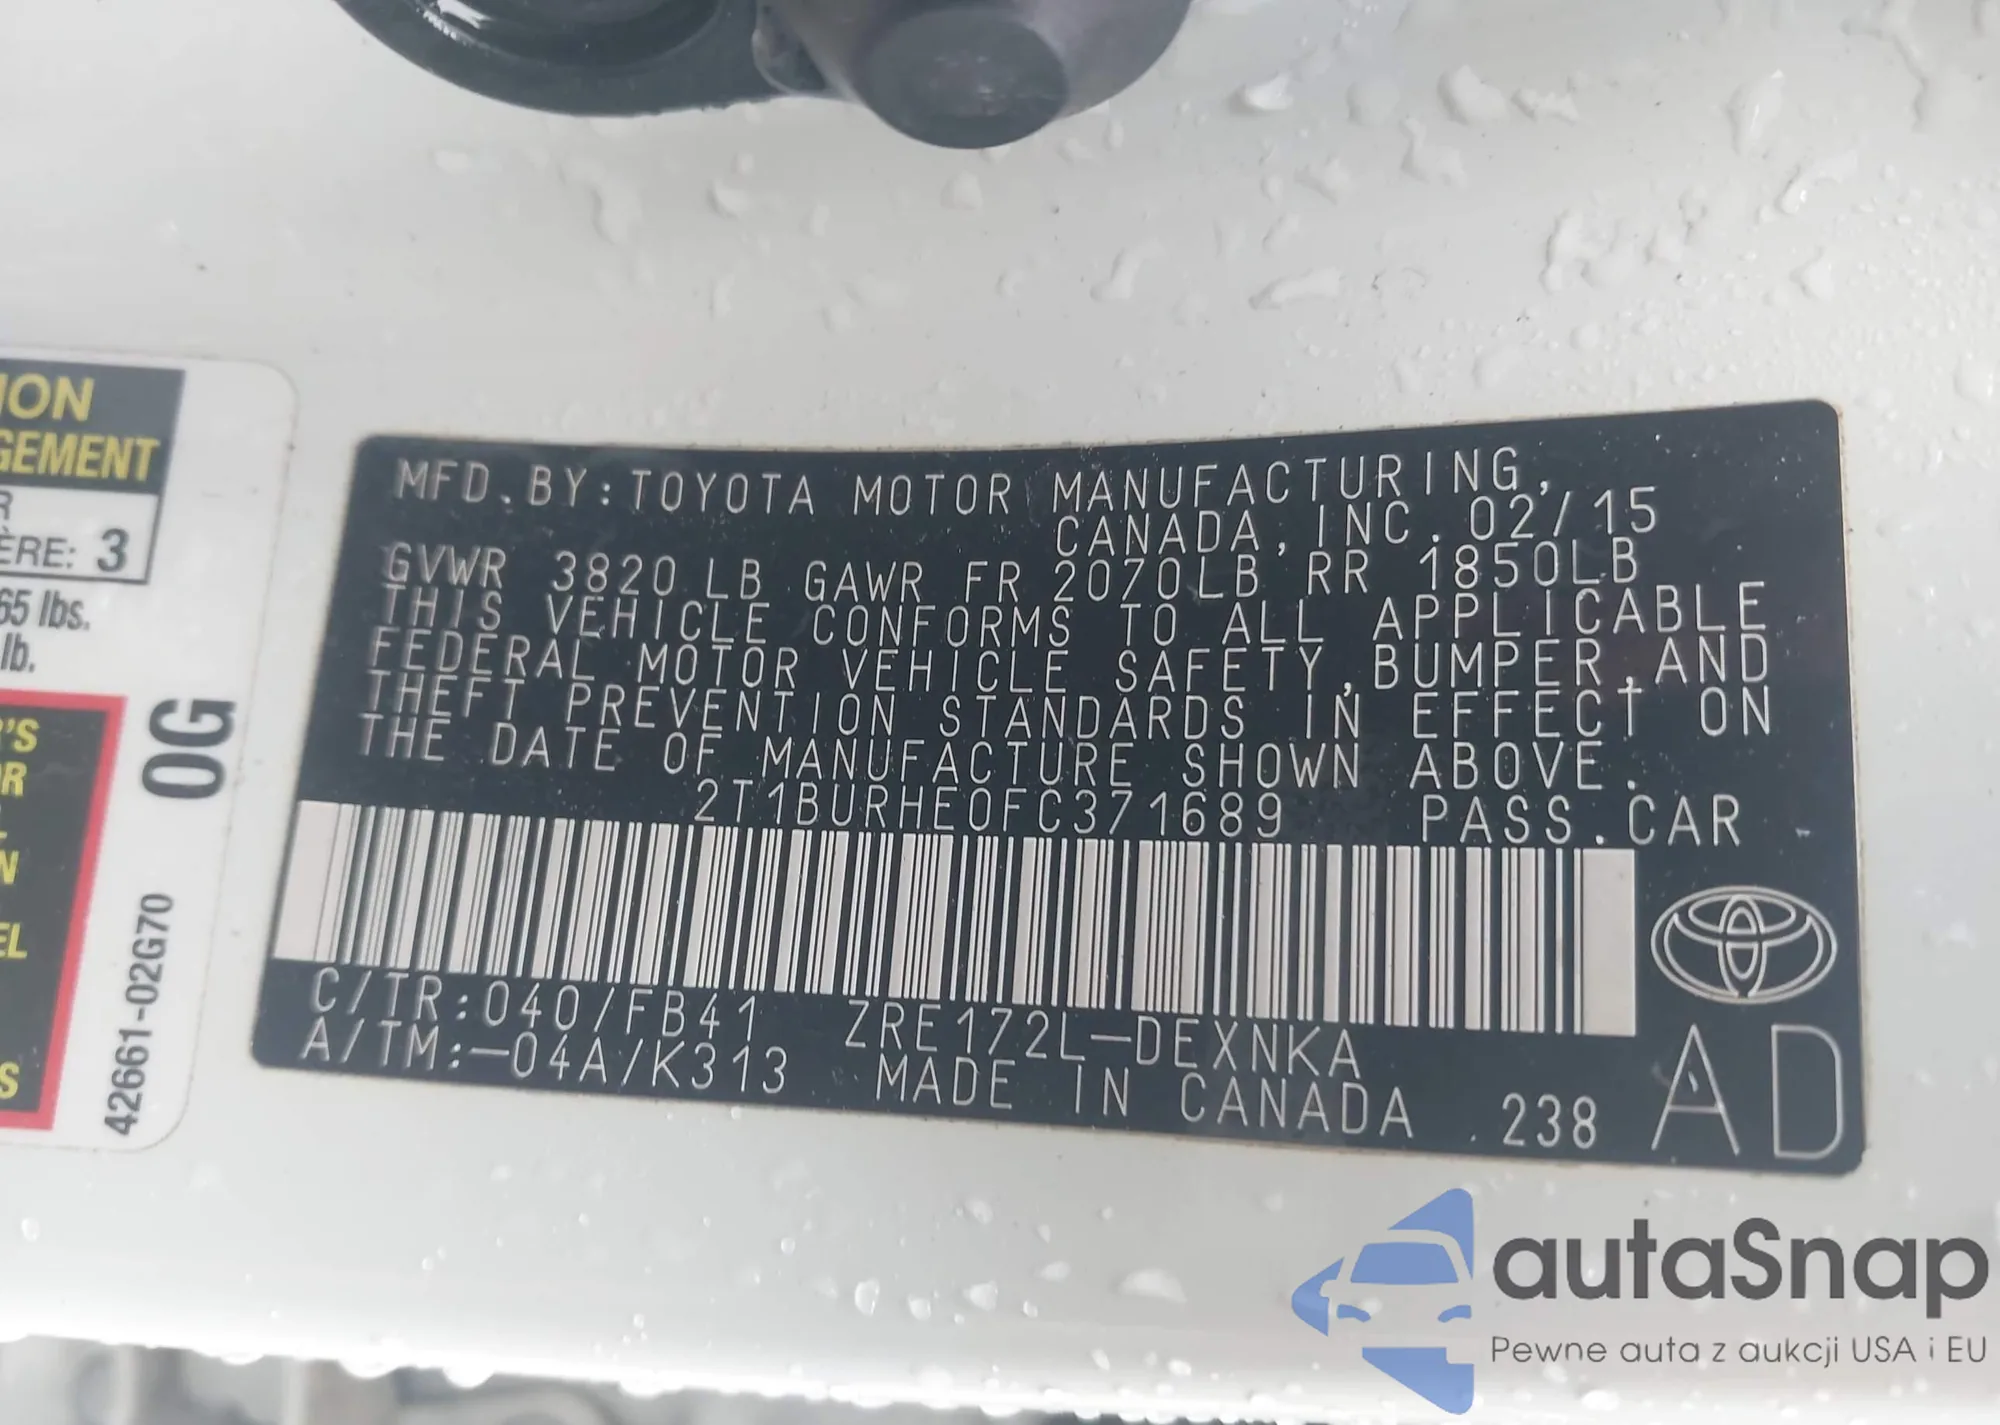 ION
GEMENT
R
ÈRE: 3
65 lbs.
lb.
'S
OR
N
EL
S
0G
42661-02G70
MFD.BY:TOYOTA MOTOR MANUFACTURING,
CANADA, INC. 02/15
GVWR 3820LB GAWR FR 2070LB RR 1850LB
THIS VEHICLE CONFORMS TO ALL APPLICABLE
FEDERAL MOTOR VEHICLE SAFETY,BUMPER,AND
THEFT PREVENTION STANDARDS IN EFFECT ON
THE DATE OF MANUFACTURE SHOWN ABOVE.
2T1BURHE0FC371689 PASS.CAR
C/TR:040/FB41 ZRE172L-DEXNKA
A/TM:-04A/K313 MADE IN CANADA 238
AD
autaSnap
Pewne auta z aukcji USA i EU